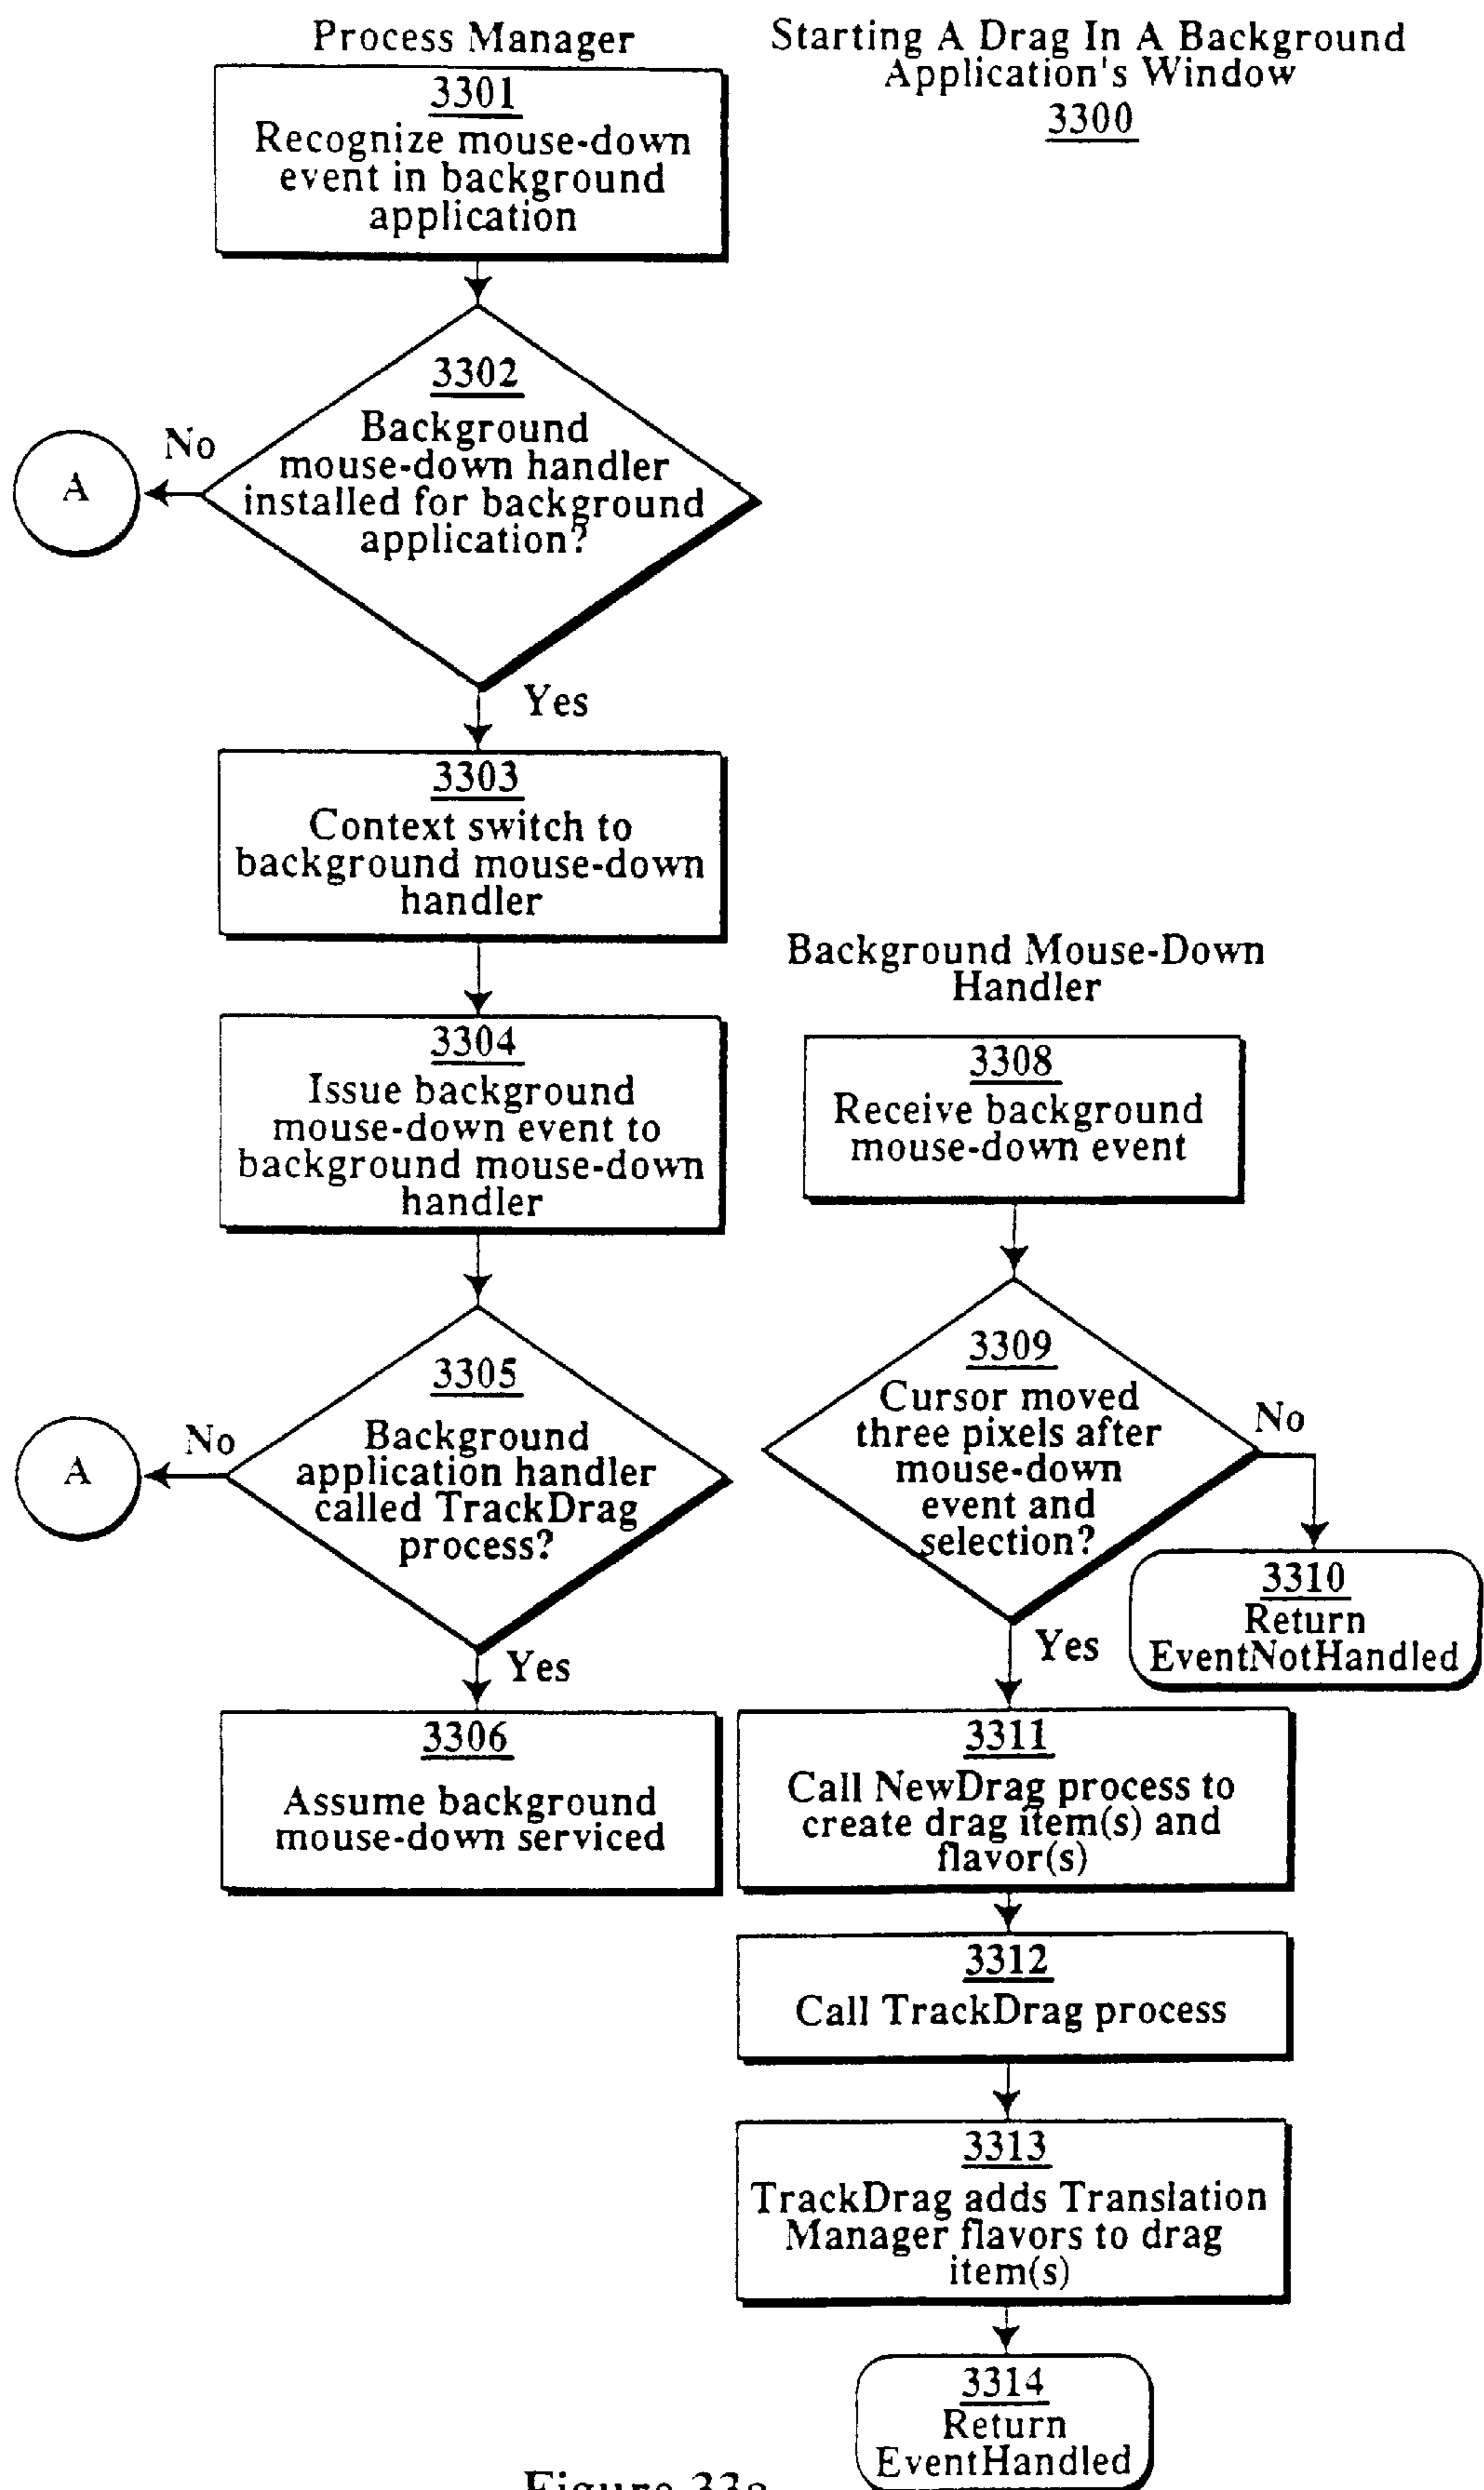 Process Manager
Starting A Drag In A Background
Application's Window
3300
3301
Recognize mouse-down
event in background
application
3302
Background
mouse-down handler
installed for background
application?
No
A
Yes
3303
Context switch to
background mouse-down
handler
3304
Issue background
mouse-down event to
background mouse-down
handler
3305
Background
application handler
called TrackDrag
process?
No
A
Yes
3306
Assume background
mouse-down serviced
Background Mouse-Down
Handler
3308
Receive background
mouse-down event
3309
Cursor moved
three pixels after
mouse-down
event and
selection?
No
3310
Return
EventNotHandled
Yes
3311
Call NewDrag process to
create drag item(s) and
flavor(s)
3312
Call TrackDrag process
3313
TrackDrag adds Translation
Manager flavors to drag
item(s)
3314
Return
EventHandled
Figure 33a